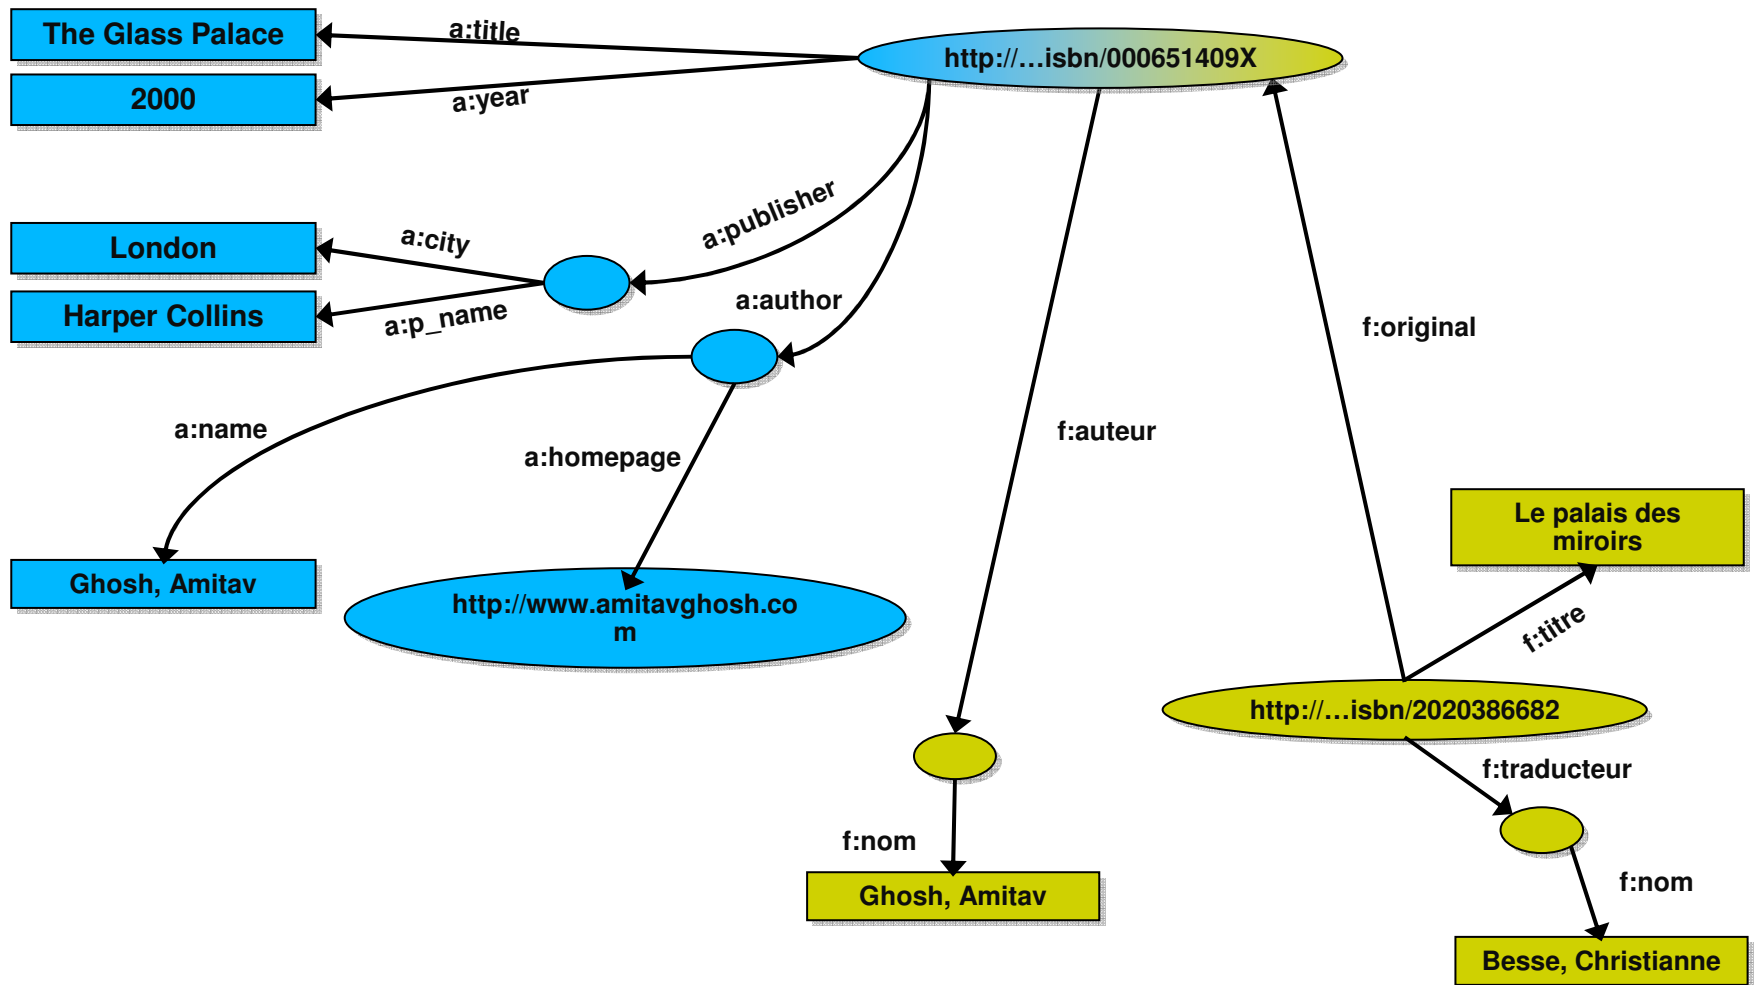 The Glass Palace
a:title
http://...isbn/000651409X
2000
a:year
London
a:city
a:publisher
Harper Collins
a:p_name
a:author
f:original
a:name
a:homepage
f:auteur
Le palais des
miroirs
Ghosh, Amitav
http://www.amitavghosh.co
m
f:titre
http://...isbn/2020386682
f:traducteur
f:nom
Ghosh, Amitav
f:nom
Besse, Christianne